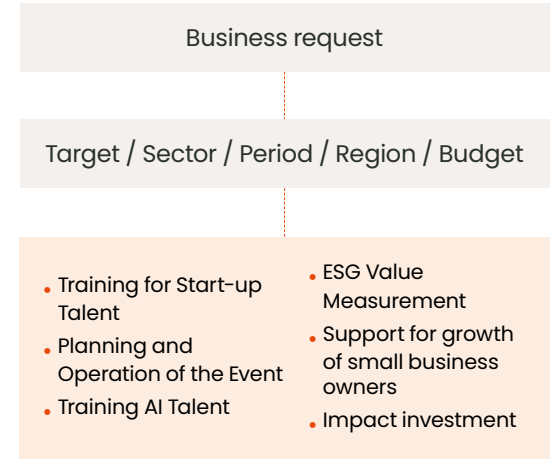 Business request
Target / Sector / Period / Region / Budget
• Training for Start-up
Talent
• Planning and
Operation of the Event
• Training AI Talent
• ESG Value
Measurement
• Support for growth
of small business
owners
• Impact investment